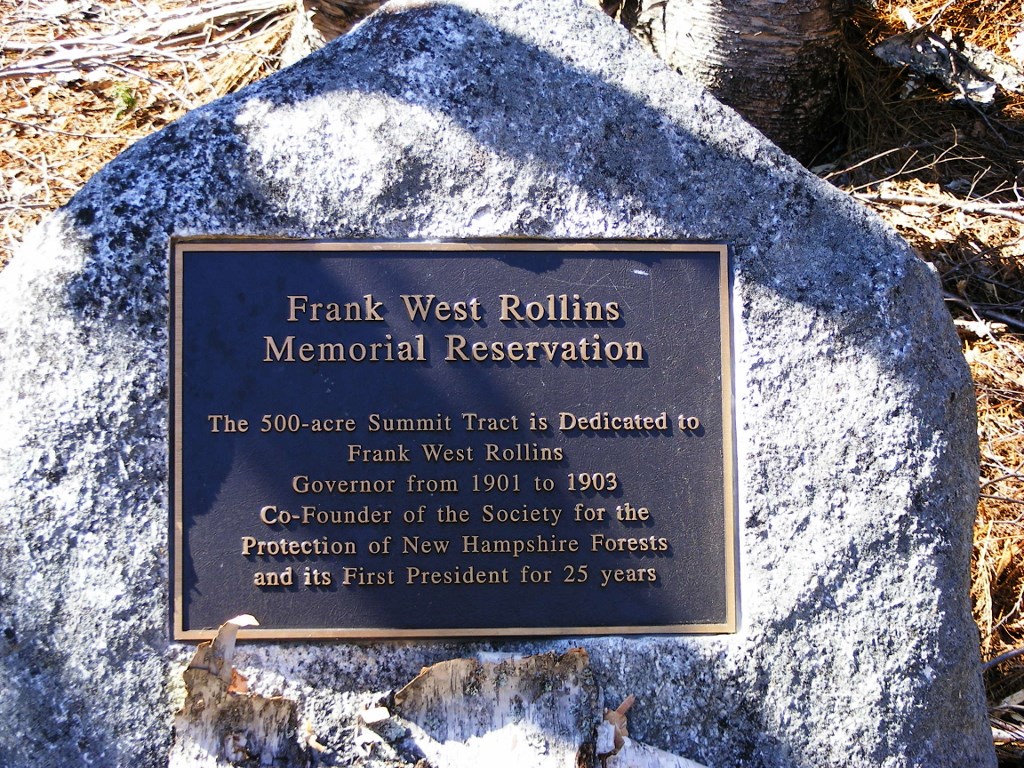 Frank West Rollins
Memorial Reservation
The 500-acre Summit Tract is Dedicated to
Frank West Rollins
Governor from 1901 to 1903
Co-Founder of the Society for the
Protection of New Hampshire Forests
and its First President for 25 years